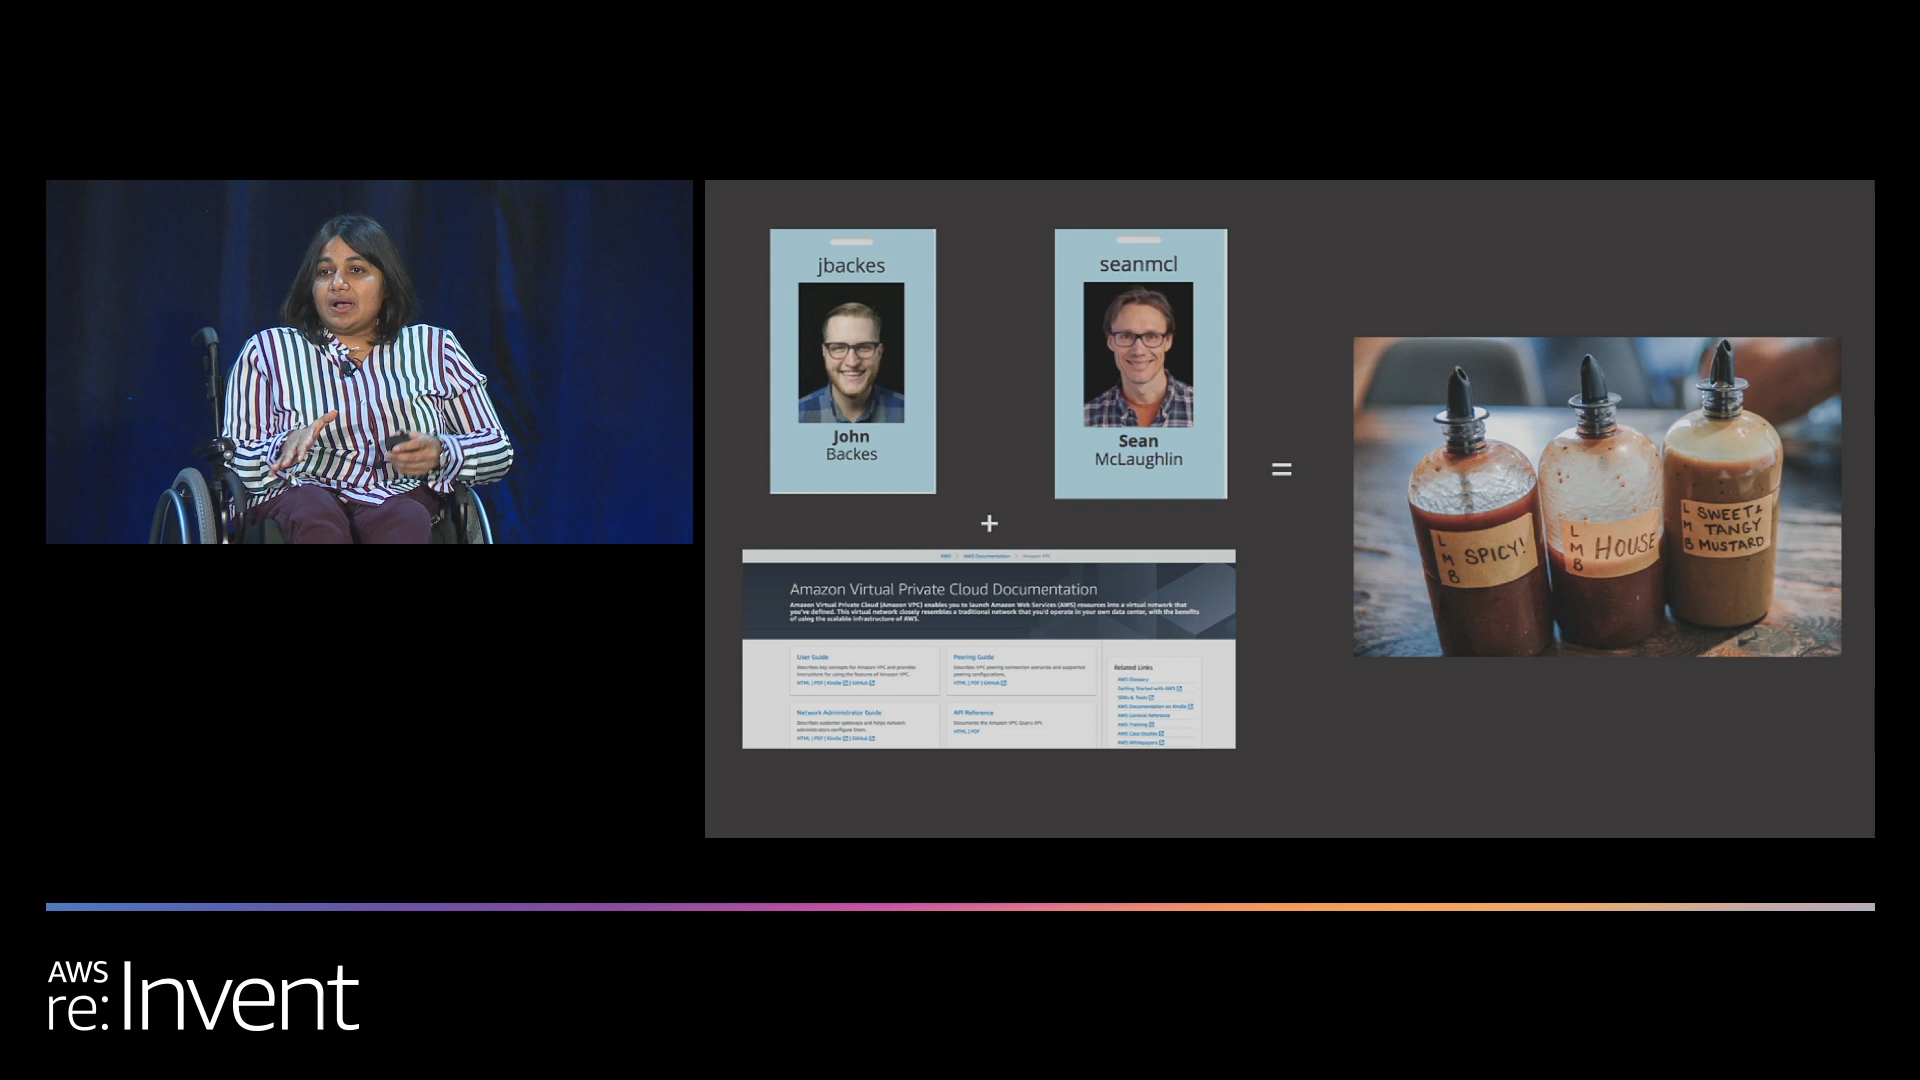 jbackes
John
Backes
seanmcl
Sean
McLaughlin
+
=
AWS > AWS Documentation > Amazon VPC
Amazon Virtual Private Cloud Documentation
Amazon Virtual Private Cloud (Amazon VPC) enables you to launch Amazon Web Services (AWS) resources into a virtual network that
you've defined. This virtual network closely resembles a traditional network that you'd operate in your own data center, with the benefits
of using the scalable infrastructure of AWS.
User Guide
Describes key concepts for Amazon VPC and provides
instructions for using the features of Amazon VPC.
HTML | PDF | Kindle | GitHub
Peering Guide
Describes VPC peering connection scenarios and supported
peering configurations.
HTML | PDF | GitHub
Network Administrator Guide
Describes customer gateways and helps network
administrators configure them.
HTML | PDF | Kindle | GitHub
API Reference
Documents the Amazon VPC Query API.
HTML | PDF
Related Links
AWS Glossary
Getting Started with AWS
SDKs & Tools
AWS Documentation on Kindle
AWS General Reference
AWS Training
AWS Case Studies
AWS Whitepapers
LMB SPICY!
LMB HOUSE
LMB SWEET &
TANGY
MUSTARD
AWS
re:Invent